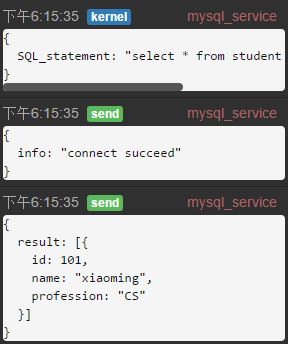 下午6:15:35 kernel mysql_service
{
SQL_statement: "select * from student
}
下午6:15:35 send mysql_service
{
info: "connect succeed"
}
下午6:15:35 send mysql_service
{
result: [{
id: 101,
name: "xiaoming",
profession: "CS"
}]
}